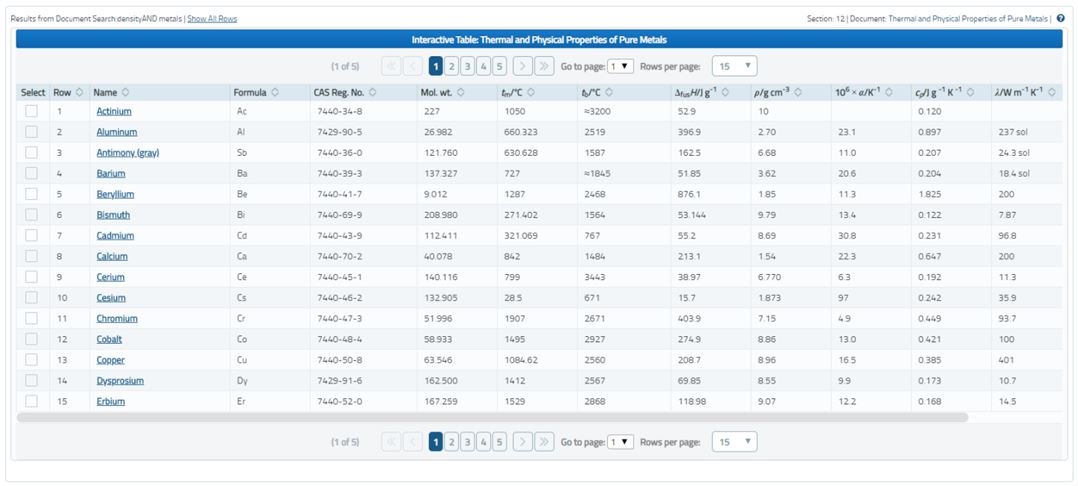 Results from Document Search:densityAND metals | Show All Rows
Section: 12 | Document: Thermal and Physical Properties of Pure Metals |
Interactive Table: Thermal and Physical Properties of Pure Metals
(1 of 5) 1 2 3 4 5 Go to page: 1 Rows per page: 15
Select Row Name Formula CAS Reg. No. Mol. wt. tm/°C tb/°C ΔfusH/J g-1 ρ/g cm-3 10^6 × α/K-1 cp/J g-1 K-1 λ/W m-1 K-1
1 Actinium Ac 7440-34-8 227 1050 ≈3200 52.9 10 0.120
2 Aluminum Al 7429-90-5 26.982 660.323 2519 396.9 2.70 23.1 0.897 237 sol
3 Antimony (gray) Sb 7440-36-0 121.760 630.628 1587 162.5 6.68 11.0 0.207 24.3 sol
4 Barium Ba 7440-39-3 137.327 727 ≈1845 51.85 3.62 20.6 0.204 18.4 sol
5 Beryllium Be 7440-41-7 9.012 1287 2468 876.1 1.85 11.3 1.825 200
6 Bismuth Bi 7440-69-9 208.980 271.402 1564 53.144 9.79 13.4 0.122 7.87
7 Cadmium Cd 7440-43-9 112.411 321.069 767 55.2 8.69 30.8 0.231 96.8
8 Calcium Ca 7440-70-2 40.078 842 1484 213.1 1.54 22.3 0.647 200
9 Cerium Ce 7440-45-1 140.116 799 3443 38.97 6.770 6.3 0.192 11.3
10 Cesium Cs 7440-46-2 132.905 28.5 671 15.7 1.873 97 0.242 35.9
11 Chromium Cr 7440-47-3 51.996 1907 2671 403.9 7.15 4.9 0.449 93.7
12 Cobalt Co 7440-48-4 58.933 1495 2927 274.9 8.86 13.0 0.421 100
13 Copper Cu 7440-50-8 63.546 1084.62 2560 208.7 8.96 16.5 0.385 401
14 Dysprosium Dy 7429-91-6 162.500 1412 2567 69.85 8.55 9.9 0.173 10.7
15 Erbium Er 7440-52-0 167.259 1529 2868 118.98 9.07 12.2 0.168 14.5
(1 of 5) 1 2 3 4 5 Go to page: 1 Rows per page: 15